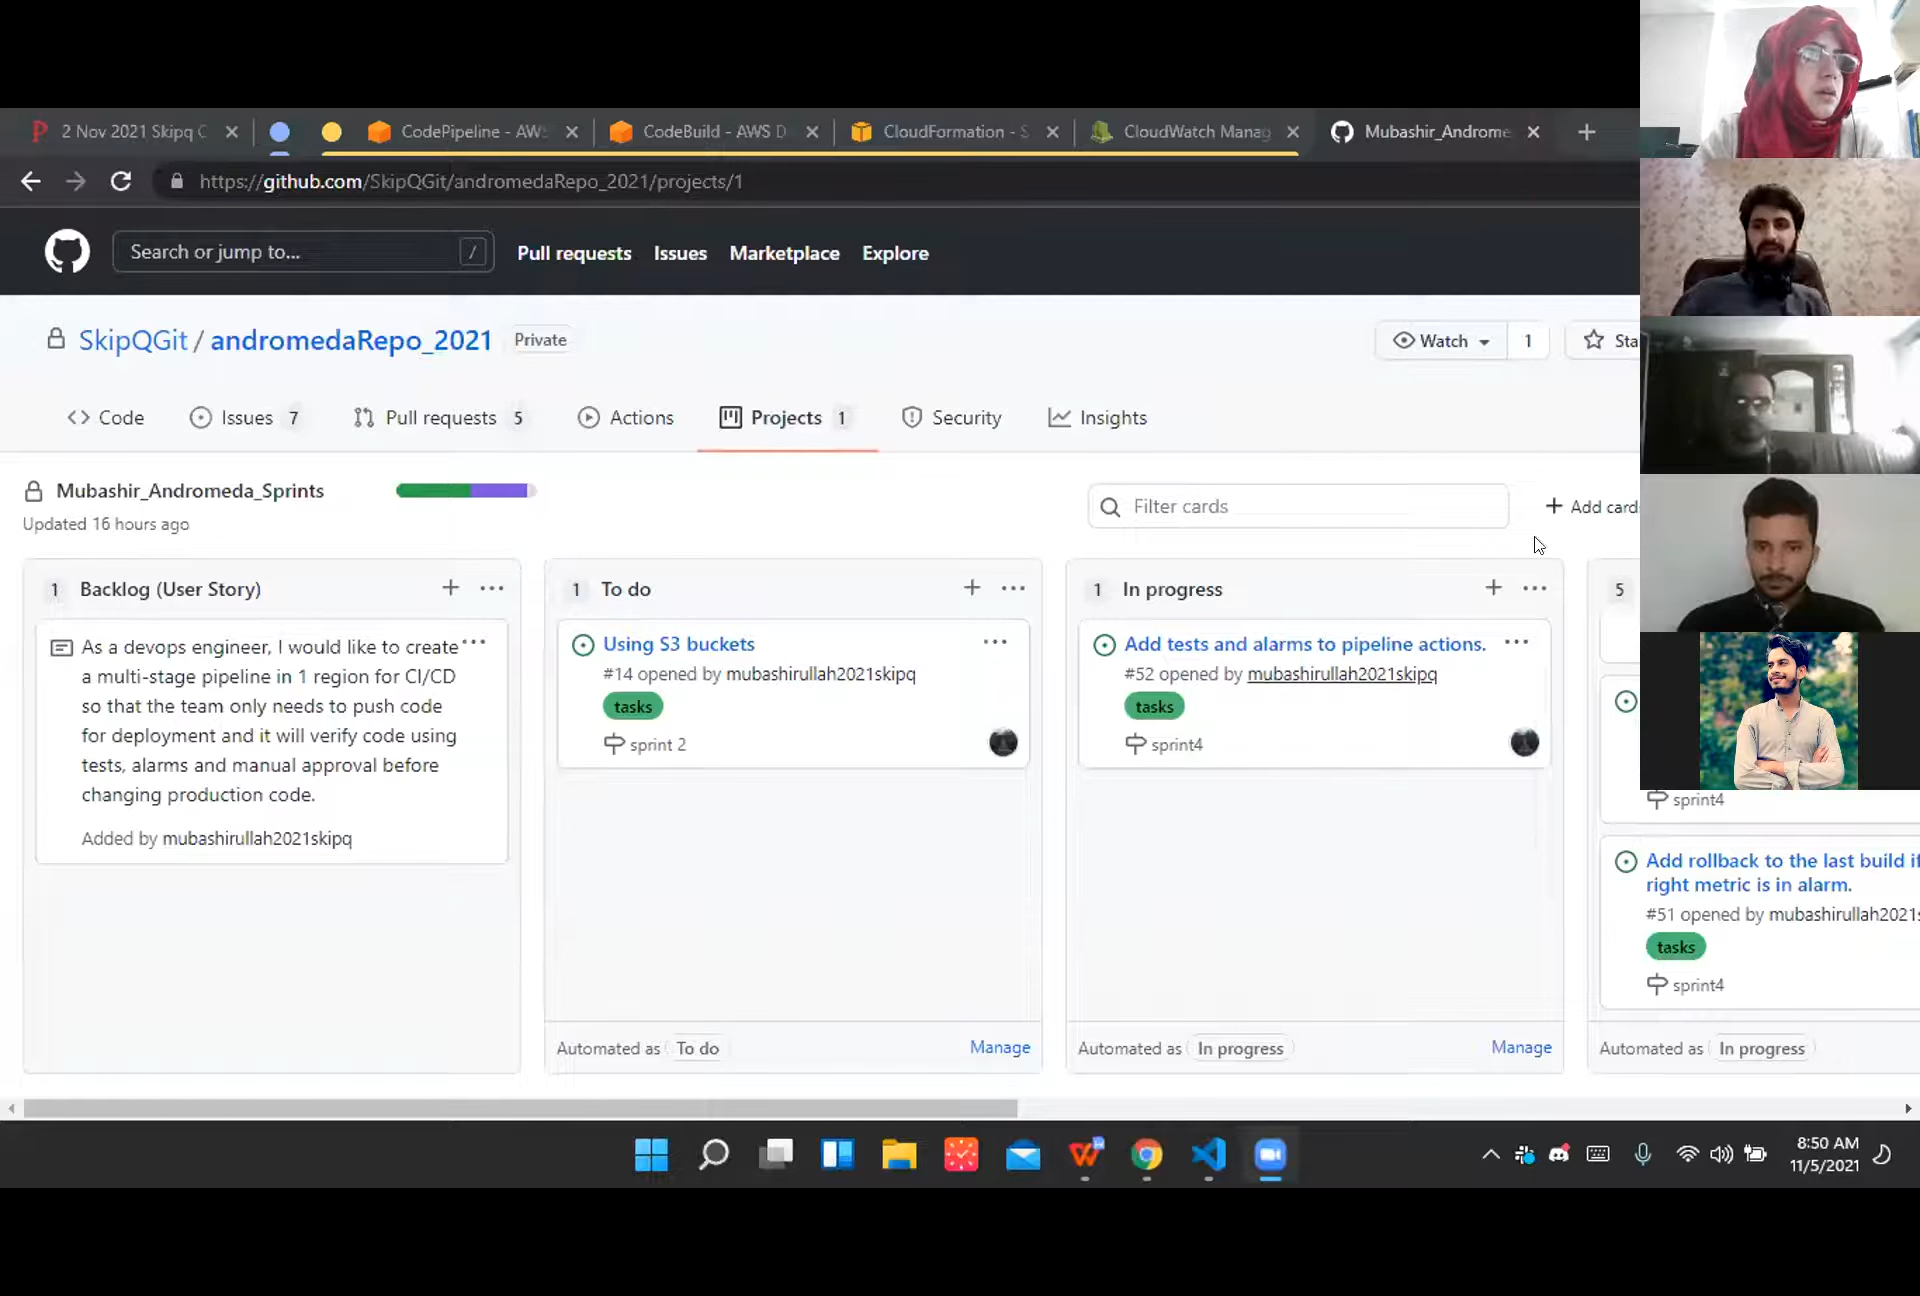 2 Nov 2021 Skipq C
CodePipeline - AWS
CodeBuild - AWS D
CloudFormation - S
CloudWatch Manag
Mubashir_Androme
https://github.com/SkipQGit/andromedaRepo_2021/projects/1
Search or jump to... /
Pull requests Issues Marketplace Explore
SkipQGit / andromedaRepo_2021 Private
Watch 1 Sta
Code Issues 7 Pull requests 5 Actions Projects 1 Security Insights
Mubashir_Andromeda_Sprints
Updated 16 hours ago
Filter cards
+ Add cards
1 Backlog (User Story)
As a devops engineer, I would like to create
a multi-stage pipeline in 1 region for CI/CD
so that the team only needs to push code
for deployment and it will verify code using
tests, alarms and manual approval before
changing production code.
Added by mubashirullah2021skipq
1 To do
Using S3 buckets
#14 opened by mubashirullah2021skipq
tasks
sprint 2
Automated as To do Manage
1 In progress
Add tests and alarms to pipeline actions.
#52 opened by mubashirullah2021skipq
tasks
sprint4
Automated as In progress Manage
5
sprint4
Add rollback to the last build if
right metric is in alarm.
#51 opened by mubashirullah2021s
tasks
sprint4
Automated as In progress
8:50 AM
11/5/2021